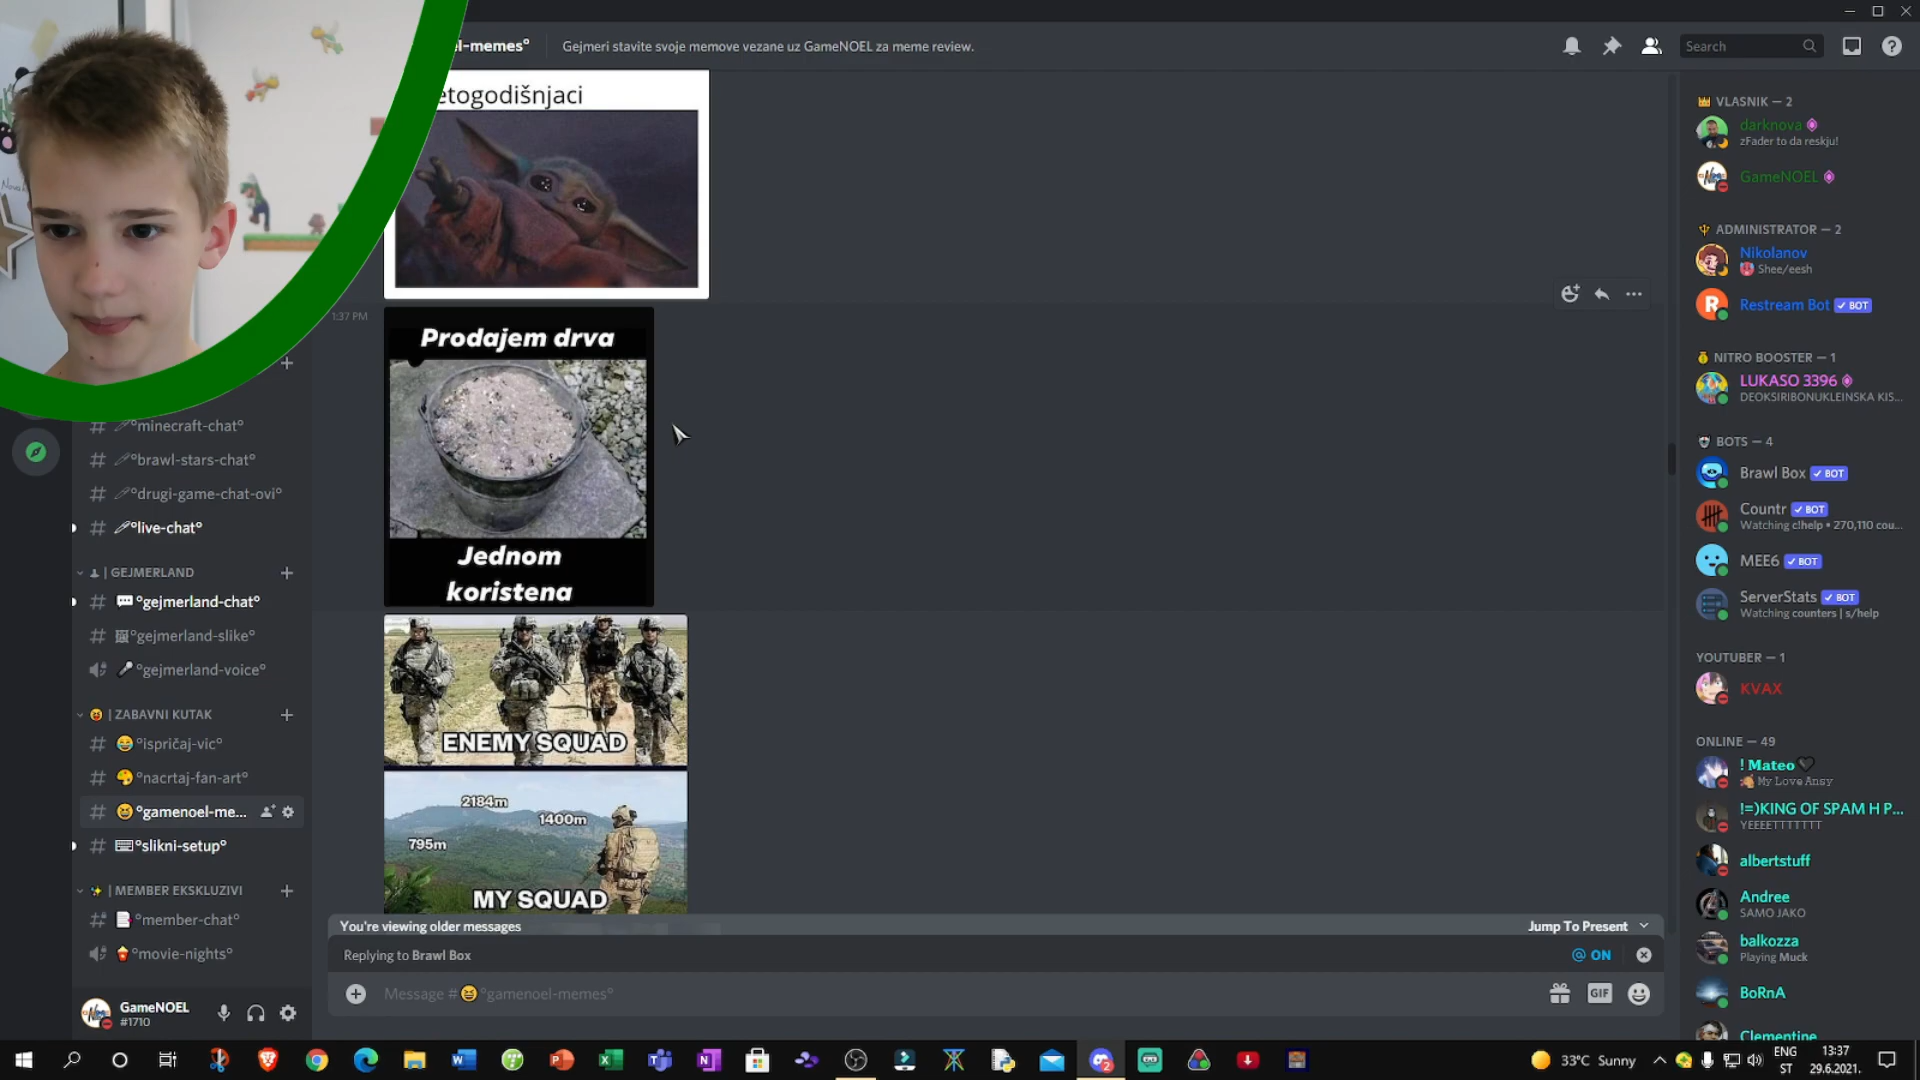 el-memes°
Gejmeri stavite svoje memove vezane uz GameNOEL za meme review.
Search
etogodišnjaci
1:37 PM
Prodajem drva
Jednom
koristena
ENEMY SQUAD
2184m
1400m
795m
MY SQUAD
You're viewing older messages
Jump To Present
Replying to Brawl Box
@ ON
Message #😆°gamenoel-memes°
GIF
°minecraft-chat°
°brawl-stars-chat°
°drugi-game-chat-ovi°
°live-chat°
| GEJMERLAND
°gejmerland-chat°
°gejmerland-slike°
°gejmerland-voice°
| ZABAVNI KUTAK
°ispričaj-vic°
°nacrtaj-fan-art°
°gamenoel-me...
°slikni-setup°
| MEMBER EKSKLUZIVI
°member-chat°
°movie-nights°
GameNOEL
#1710
VLASNIK — 2
darknova
zFader to da reskju!
GameNOEL
ADMINISTRATOR — 2
Nikolanov
Shee/eesh
Restream Bot ✓ BOT
NITRO BOOSTER — 1
LUKASO 3396
DEOKSIRIBONUKLEINSKA KIS...
BOTS — 4
Brawl Box ✓ BOT
Countr ✓ BOT
Watching c!help • 270,110 cou...
MEE6 ✓ BOT
ServerStats ✓ BOT
Watching counters | s/help
YOUTUBER — 1
KVAX
ONLINE — 49
! Mateo
My Love Ansy
!=)KING OF SPAM H P...
YEEEETTTTTTT
albertstuff
Andree
SAMO JAKO
balkozza
Playing Muck
BoRnA
Clementine
33°C Sunny
ENG
ST
13:37
29.6.2021.